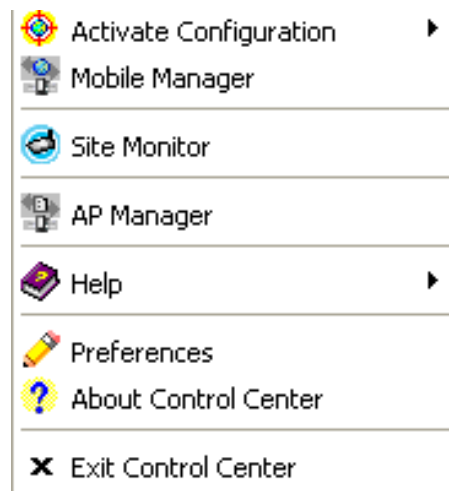 Activate Configuration
Mobile Manager
Site Monitor
AP Manager
Help
Preferences
About Control Center
Exit Control Center